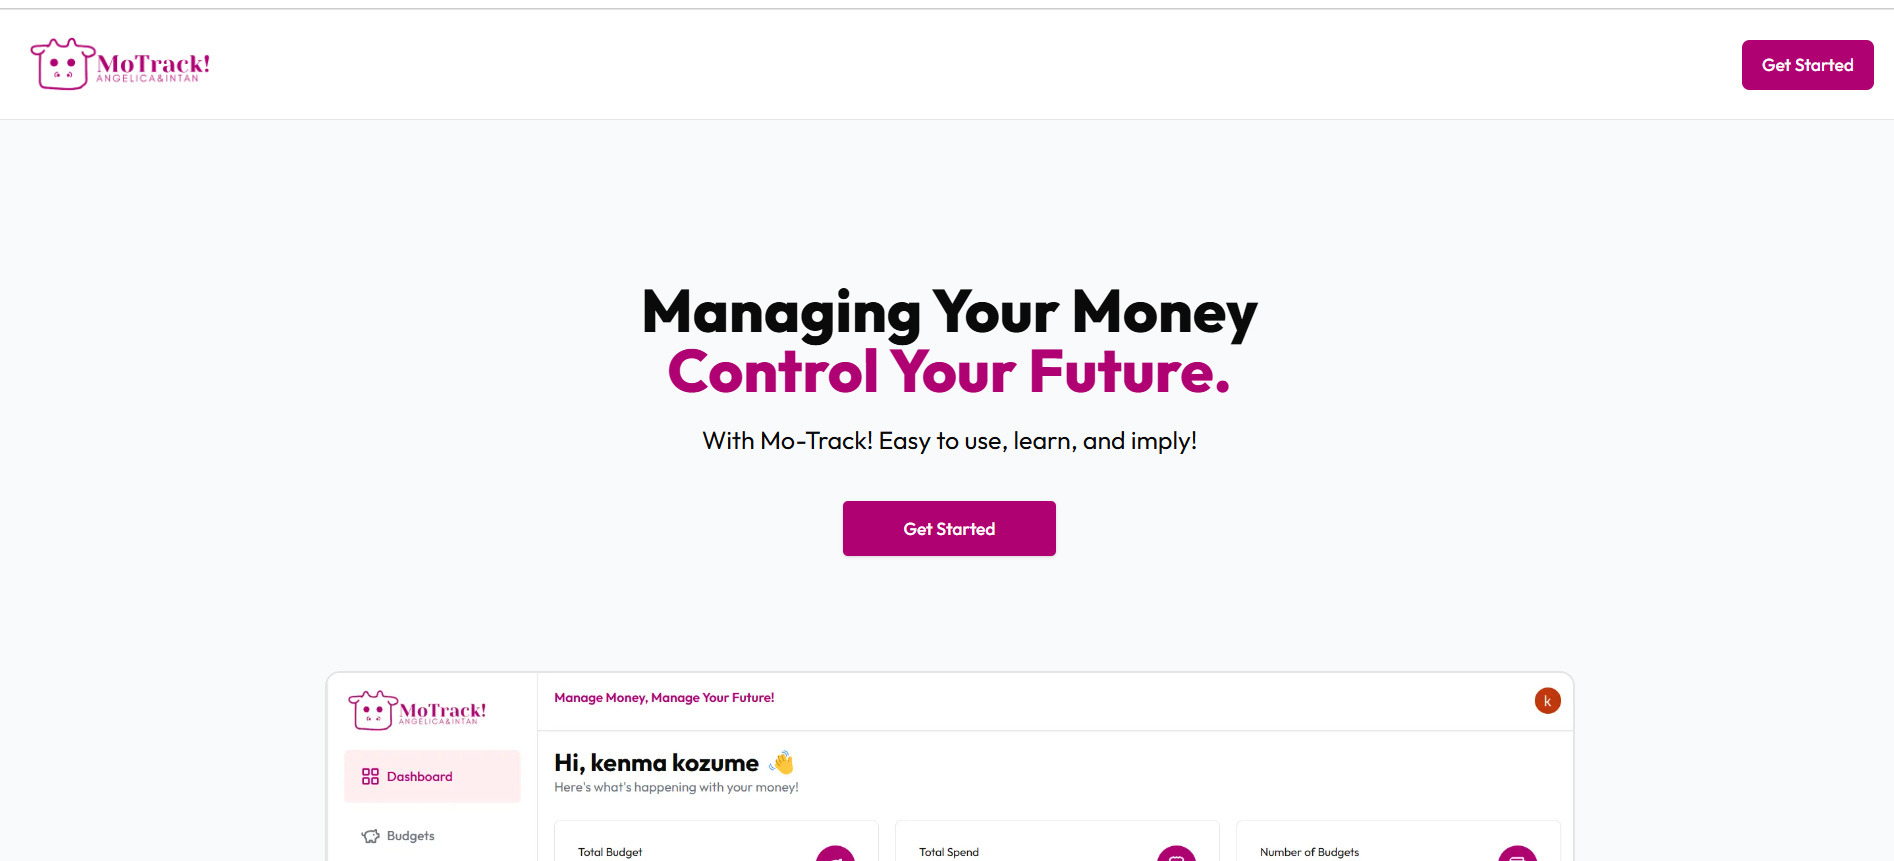 MoTrack!
ANGELICA&INTAN
Get Started
Managing Your Money
Control Your Future.
With Mo-Track! Easy to use, learn, and imply!
Get Started
MoTrack!
ANGELICA&INTAN
Manage Money, Manage Your Future!
k
Hi, kenma kozume 👋
Here's what's happening with your money!
Dashboard
Budgets
Total Budget
Total Spend
Number of Budgets